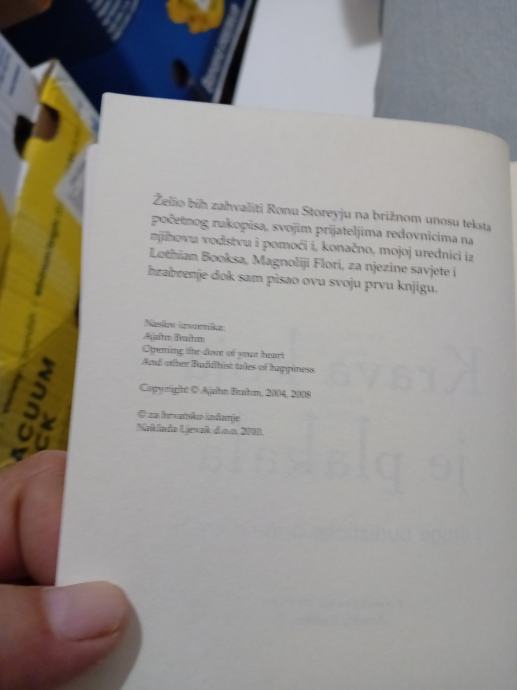 Želio bih zahvaliti Ronu Storeyju na brižnom unosu teksta
početnog rukopisa, svojim prijateljima redovnicima na
njihovu vodstvu i pomoći i, konačno, mojoj urednici iz
Lothian Booksa, Magnoliji Flori, za njezine savjete i
hrabrenje dok sam pisao ovu svoju prvu knjigu.
Naslov izvornika:
Ajahn Brahm
Opening the door of your heart
And other Buddhist tales of happiness
Copyright © Ajahn Brahm, 2004, 2008
© za hrvatsko izdanje
Naklada Ljevak d.o.o. 2010.
VACUUM